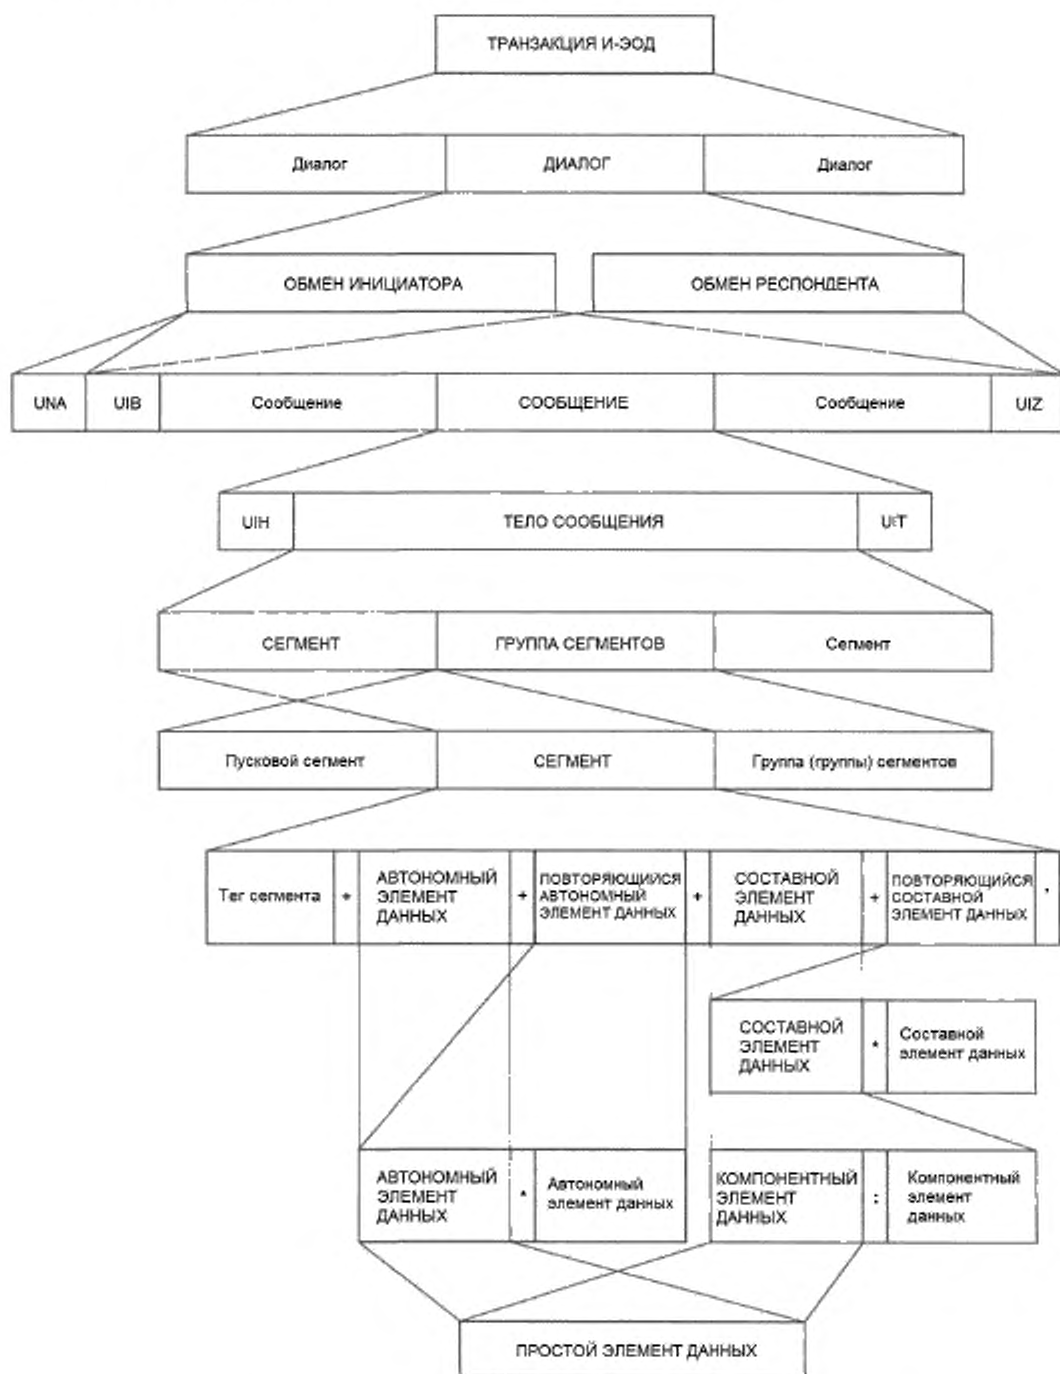 ТРАНЗАКЦИЯ И-ЭОД
Диалог
ДИАЛОГ
Диалог
ОБМЕН ИНИЦИАТОРА
ОБМЕН РЕСПОНДЕНТА
UNA
UIB
Сообщение
СООБЩЕНИЕ
Сообщение
UIZ
UIH
ТЕЛО СООБЩЕНИЯ
UIT
СЕГМЕНТ
ГРУППА СЕГМЕНТОВ
Сегмент
Пусковой сегмент
СЕГМЕНТ
Группа (группы) сегментов
Тег сегмента
+
АВТОНОМНЫЙ
ЭЛЕМЕНТ
ДАННЫХ
+
ПОВТОРЯЮЩИЙСЯ
АВТОНОМНЫЙ
ЭЛЕМЕНТ ДАННЫХ
+
СОСТАВНОЙ
ЭЛЕМЕНТ
ДАННЫХ
+
ПОВТОРЯЮЩИЙСЯ
СОСТАВНОЙ
ЭЛЕМЕНТ ДАННЫХ
'
СОСТАВНОЙ
ЭЛЕМЕНТ
ДАННЫХ
*
Составной
элемент данных
АВТОНОМНЫЙ
ЭЛЕМЕНТ
ДАННЫХ
*
Автономный
элемент данных
КОМПОНЕНТНЫЙ
ЭЛЕМЕНТ
ДАННЫХ
:
Компонентный
элемент
данных
ПРОСТОЙ ЭЛЕМЕНТ ДАННЫХ